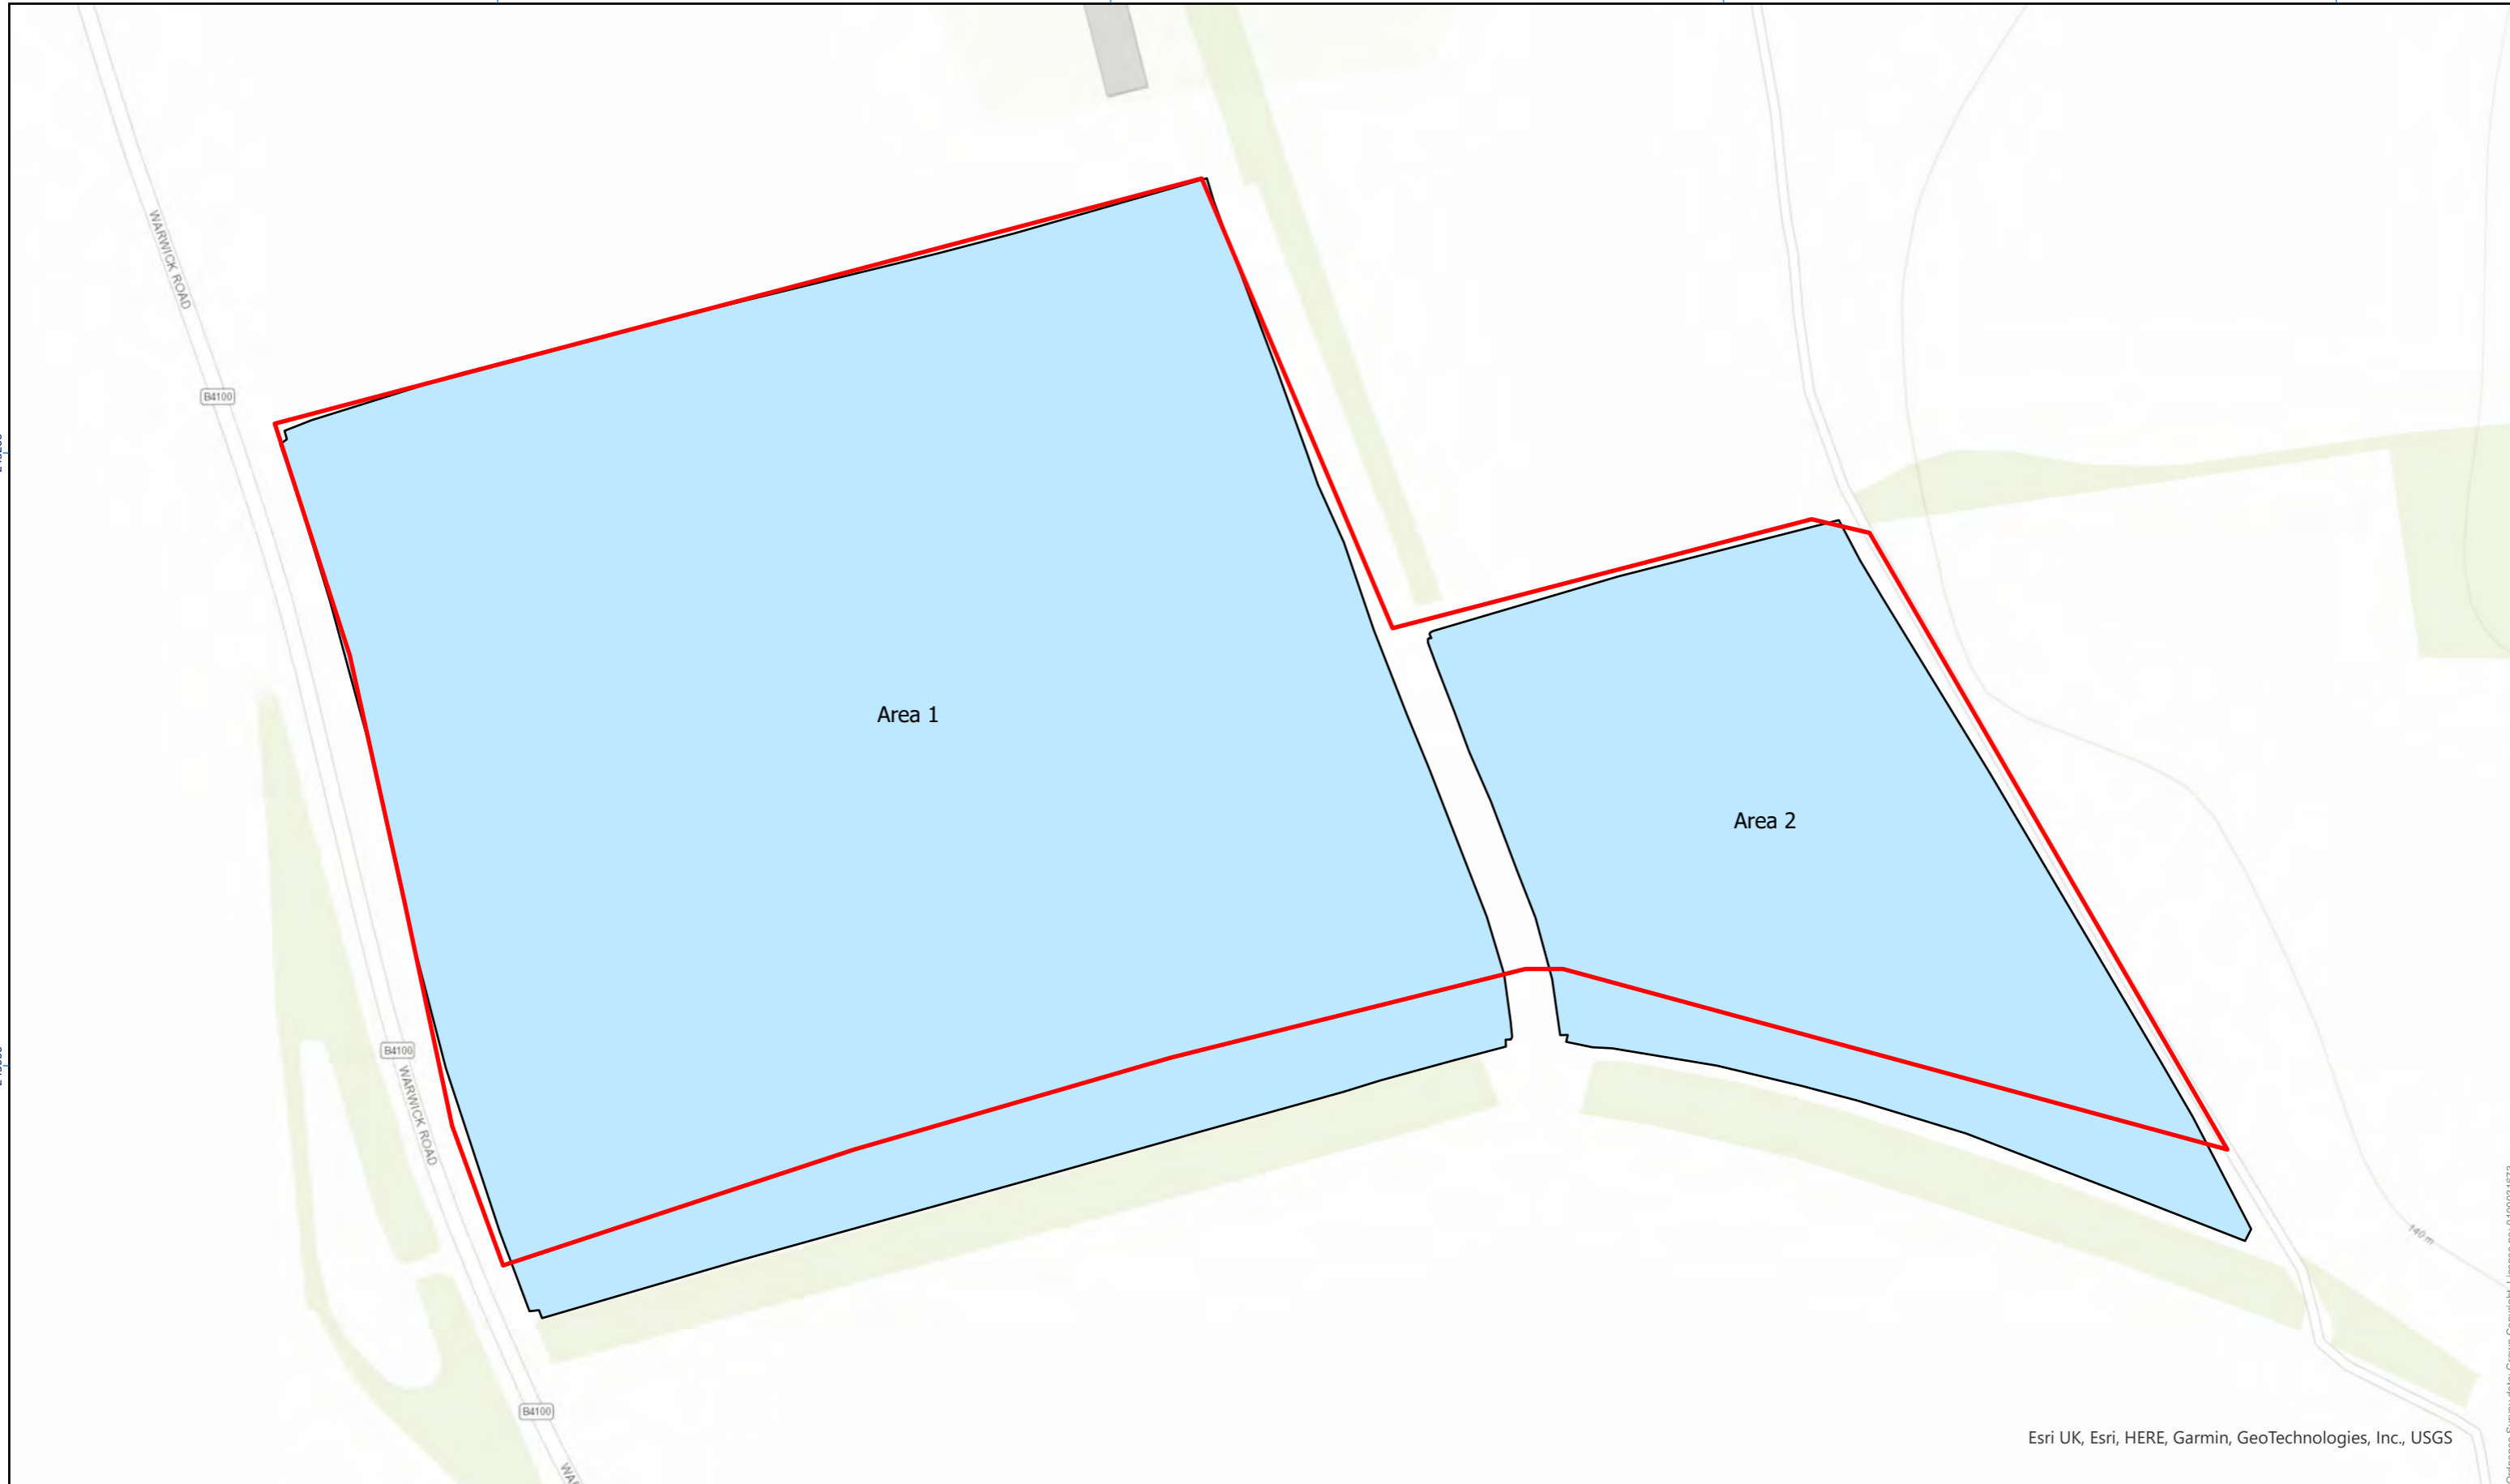 WARWICK ROAD
B4100
Area 1
Area 2
B4100
WARWICK ROAD
140 m
B4100
Esri UK, Esri, HERE, Garmin, GeoTechnologies, Inc., USGS